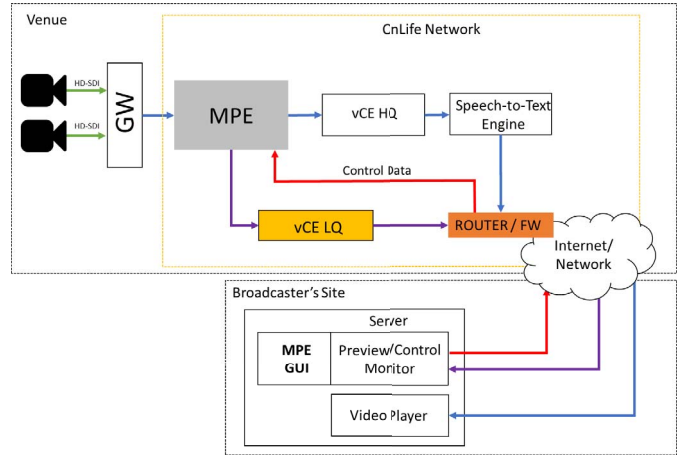 Venue
CnLife Network
HD-SDI
HD-SDI
GW
MPE
vCE HQ
Speech-to-Text
Engine
Control Data
vCE LQ
ROUTER / FW
Internet/
Network
Broadcaster's Site
Server
MPE
GUI
Preview/Control
Monitor
Video Player